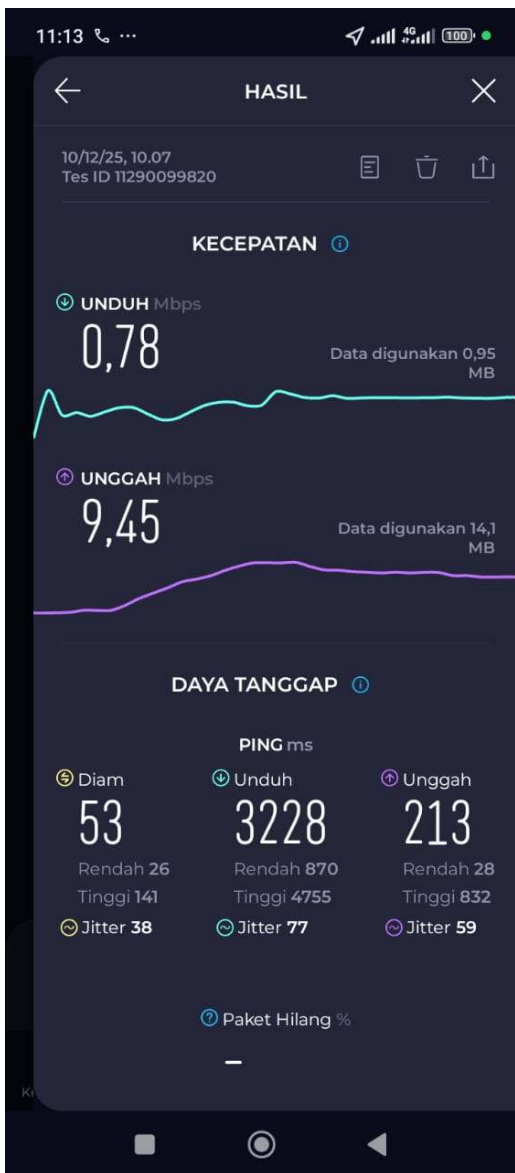 11:13 ...
4G 100
HASIL
10/12/25, 10.07
Tes ID 11290099820
KECEPATAN
UNDUH Mbps
0,78
Data digunakan 0,95
MB
UNGGAH Mbps
9,45
Data digunakan 14,1
MB
DAYA TANGGAP
PING ms
Diam Unduh Unggah
53 3228 213
Rendah 26 Rendah 870 Rendah 28
Tinggi 141 Tinggi 4755 Tinggi 832
Jitter 38 Jitter 77 Jitter 59
Paket Hilang %
–
Ke